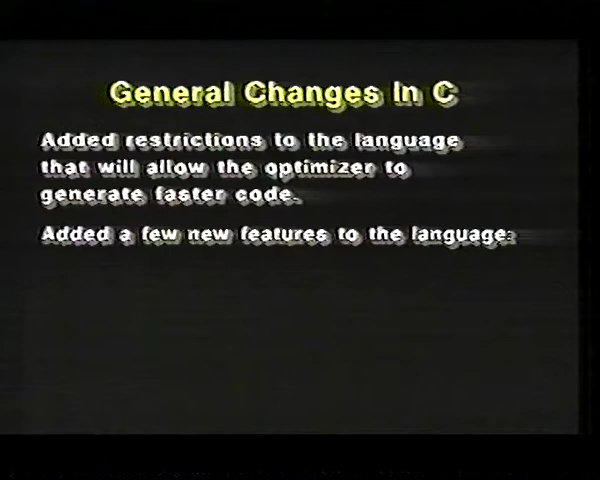 General Changes In C
Added restrictions to the language
that will allow the optimizer to
generate faster code.
Added a few new features to the language: